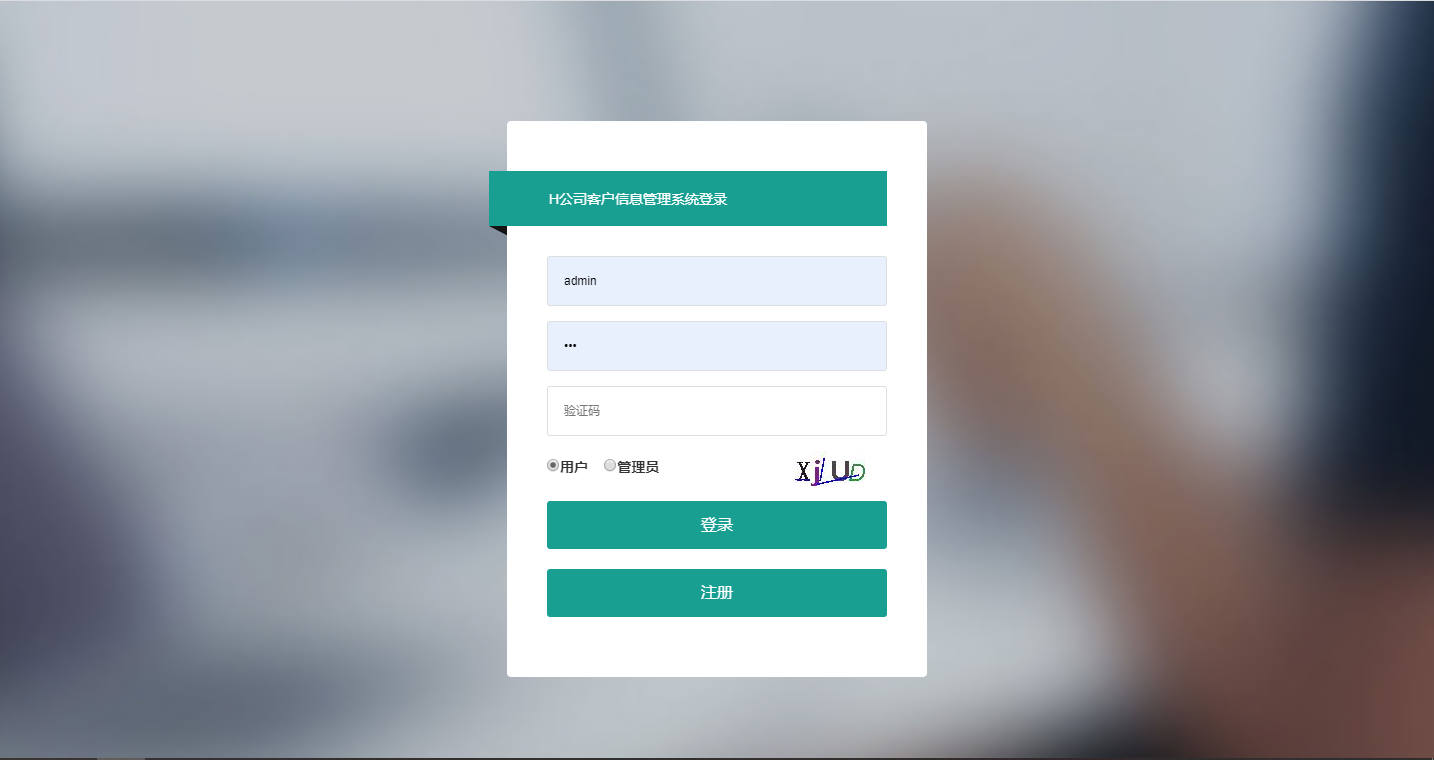 H公司客户信息管理系统登录
admin
•••
验证码
用户 管理员
XjUD
登录
注册